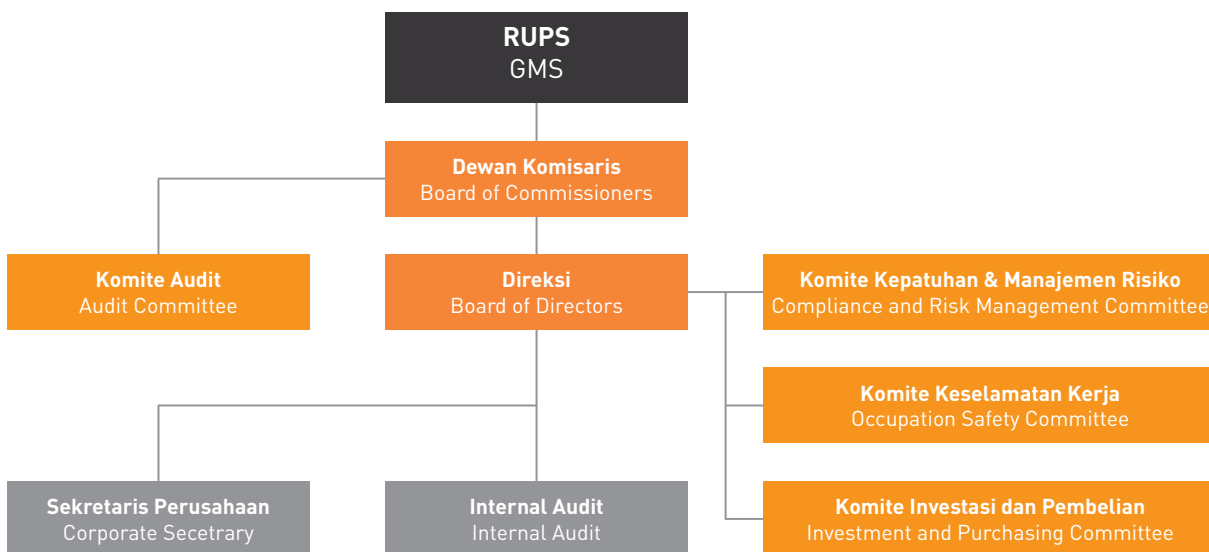 RUPS
GMS
Dewan Komisaris
Board of Commissioners
Komite Audit
Audit Committee
Direksi
Board of Directors
Komite Kepatuhan & Manajemen Risiko
Compliance and Risk Management Committee
Komite Keselamatan Kerja
Occupation Safety Committee
Sekretaris Perusahaan
Corporate Secetrary
Internal Audit
Internal Audit
Komite Investasi dan Pembelian
Investment and Purchasing Committee